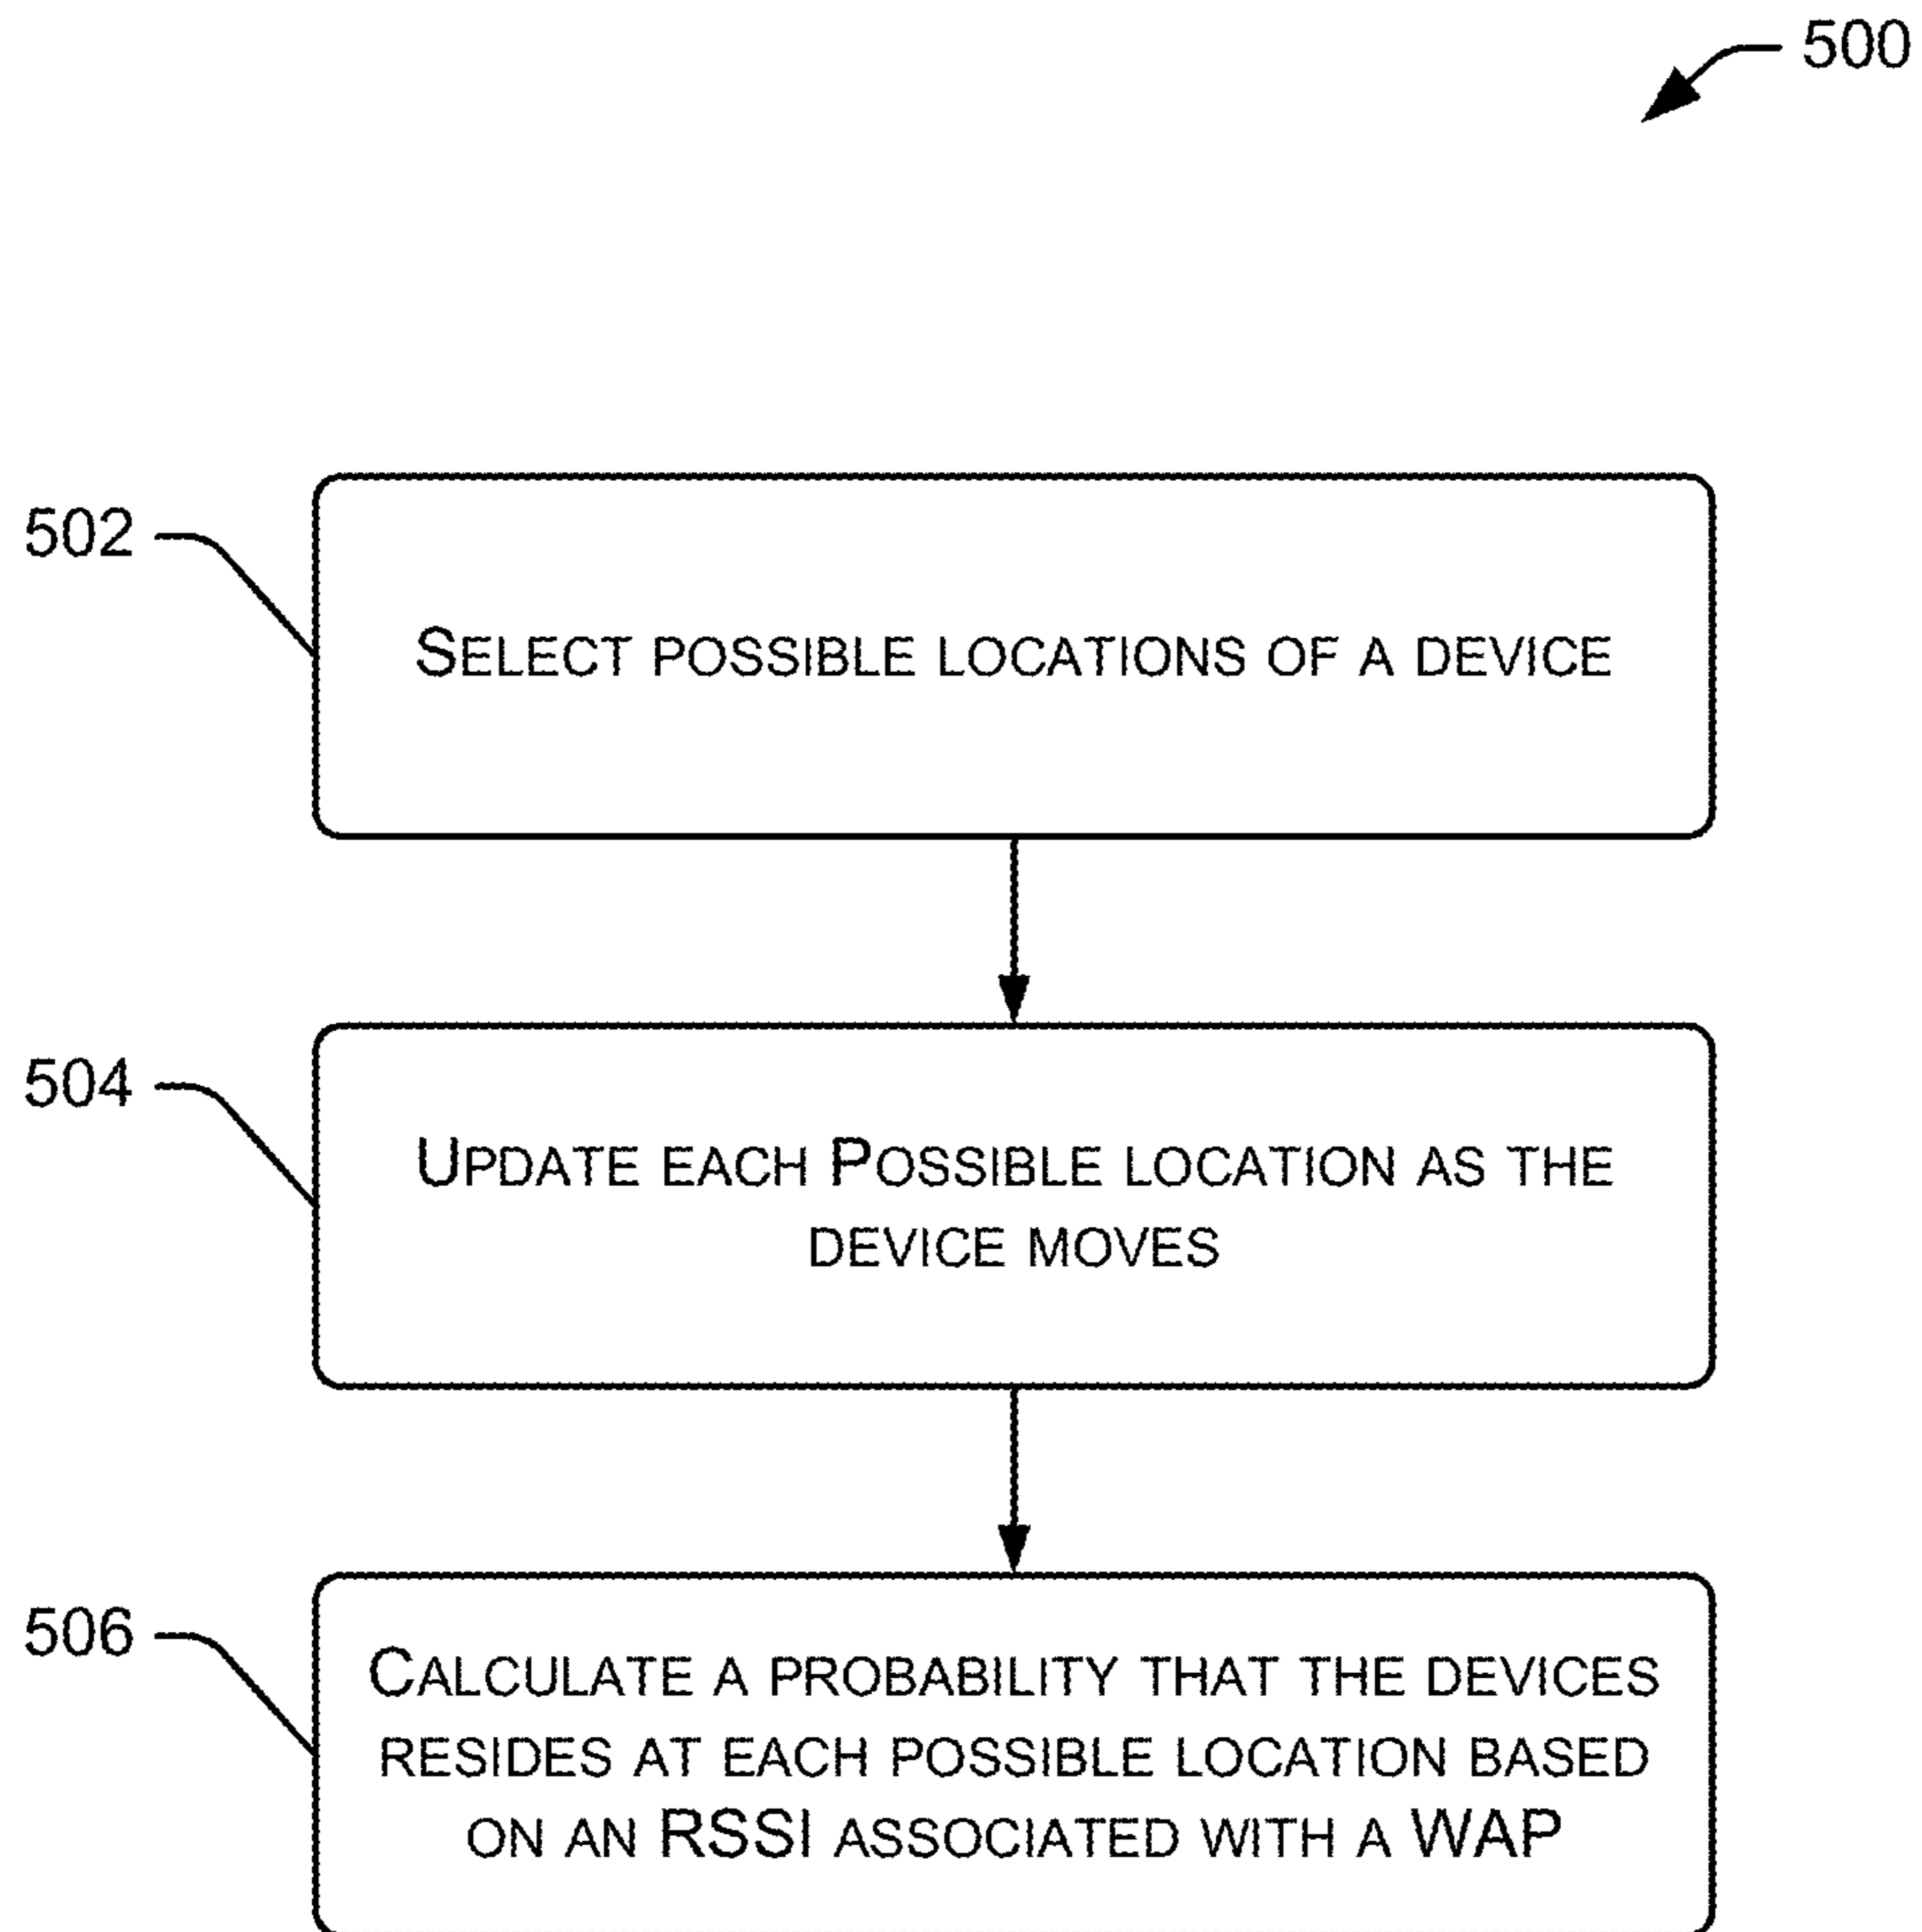 500
502
SELECT POSSIBLE LOCATIONS OF A DEVICE
504
UPDATE EACH POSSIBLE LOCATION AS THE
DEVICE MOVES
506
CALCULATE A PROBABILITY THAT THE DEVICES
RESIDES AT EACH POSSIBLE LOCATION BASED
ON AN RSSI ASSOCIATED WITH A WAP